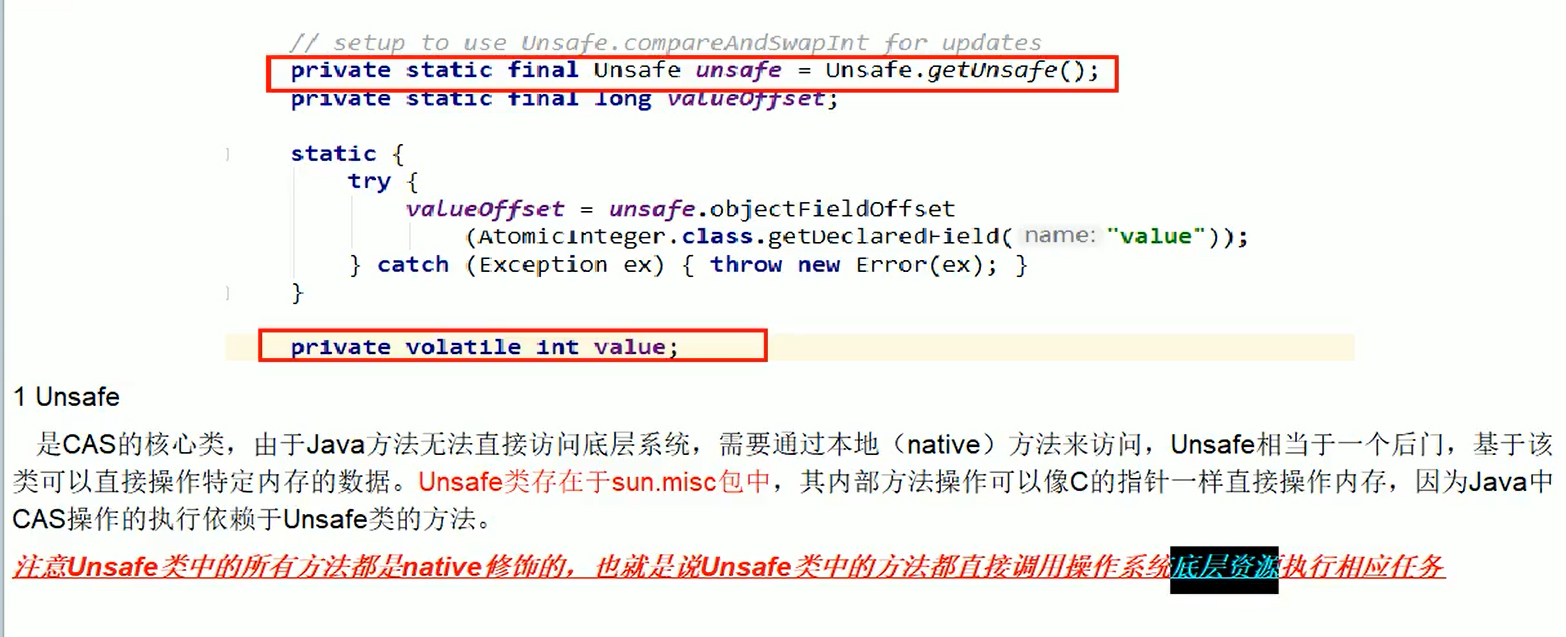 // setup to use Unsafe.compareAndSwapInt for updates
private static final Unsafe unsafe = Unsafe.getUnsafe();
private static final long valueOffset;
static {
try {
valueOffset = unsafe.objectFieldOffset
(AtomicInteger.class.getDeclaredField( name: "value"));
} catch (Exception ex) { throw new Error(ex); }
}
private volatile int value;
1 Unsafe
是CAS的核心类，由于Java方法无法直接访问底层系统，需要通过本地（native）方法来访问，Unsafe相当于一个后门，基于该
类可以直接操作特定内存的数据。Unsafe类存在于sun.misc包中，其内部方法操作可以像C的指针一样直接操作内存，因为Java中
CAS操作的执行依赖于Unsafe类的方法。
注意Unsafe类中的所有方法都是native修饰的，也就是说Unsafe类中的方法都直接调用操作系统底层资源执行相应任务